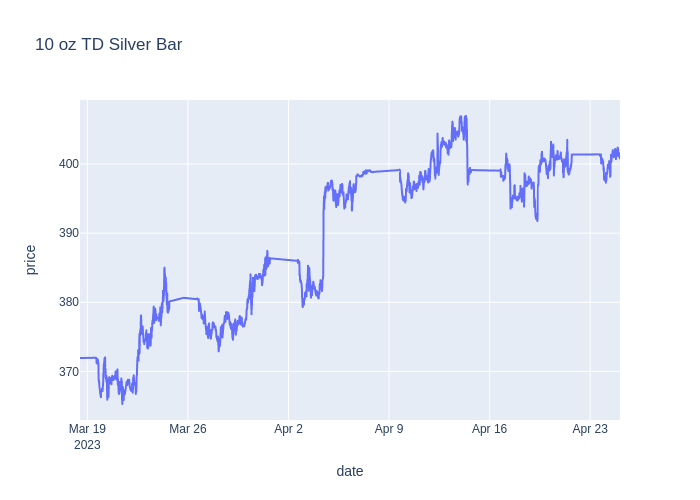 10 oz TD Silver Bar
price
400
390
380
370
Mar 19
2023
Mar 26
Apr 2
Apr 9
Apr 16
Apr 23
date